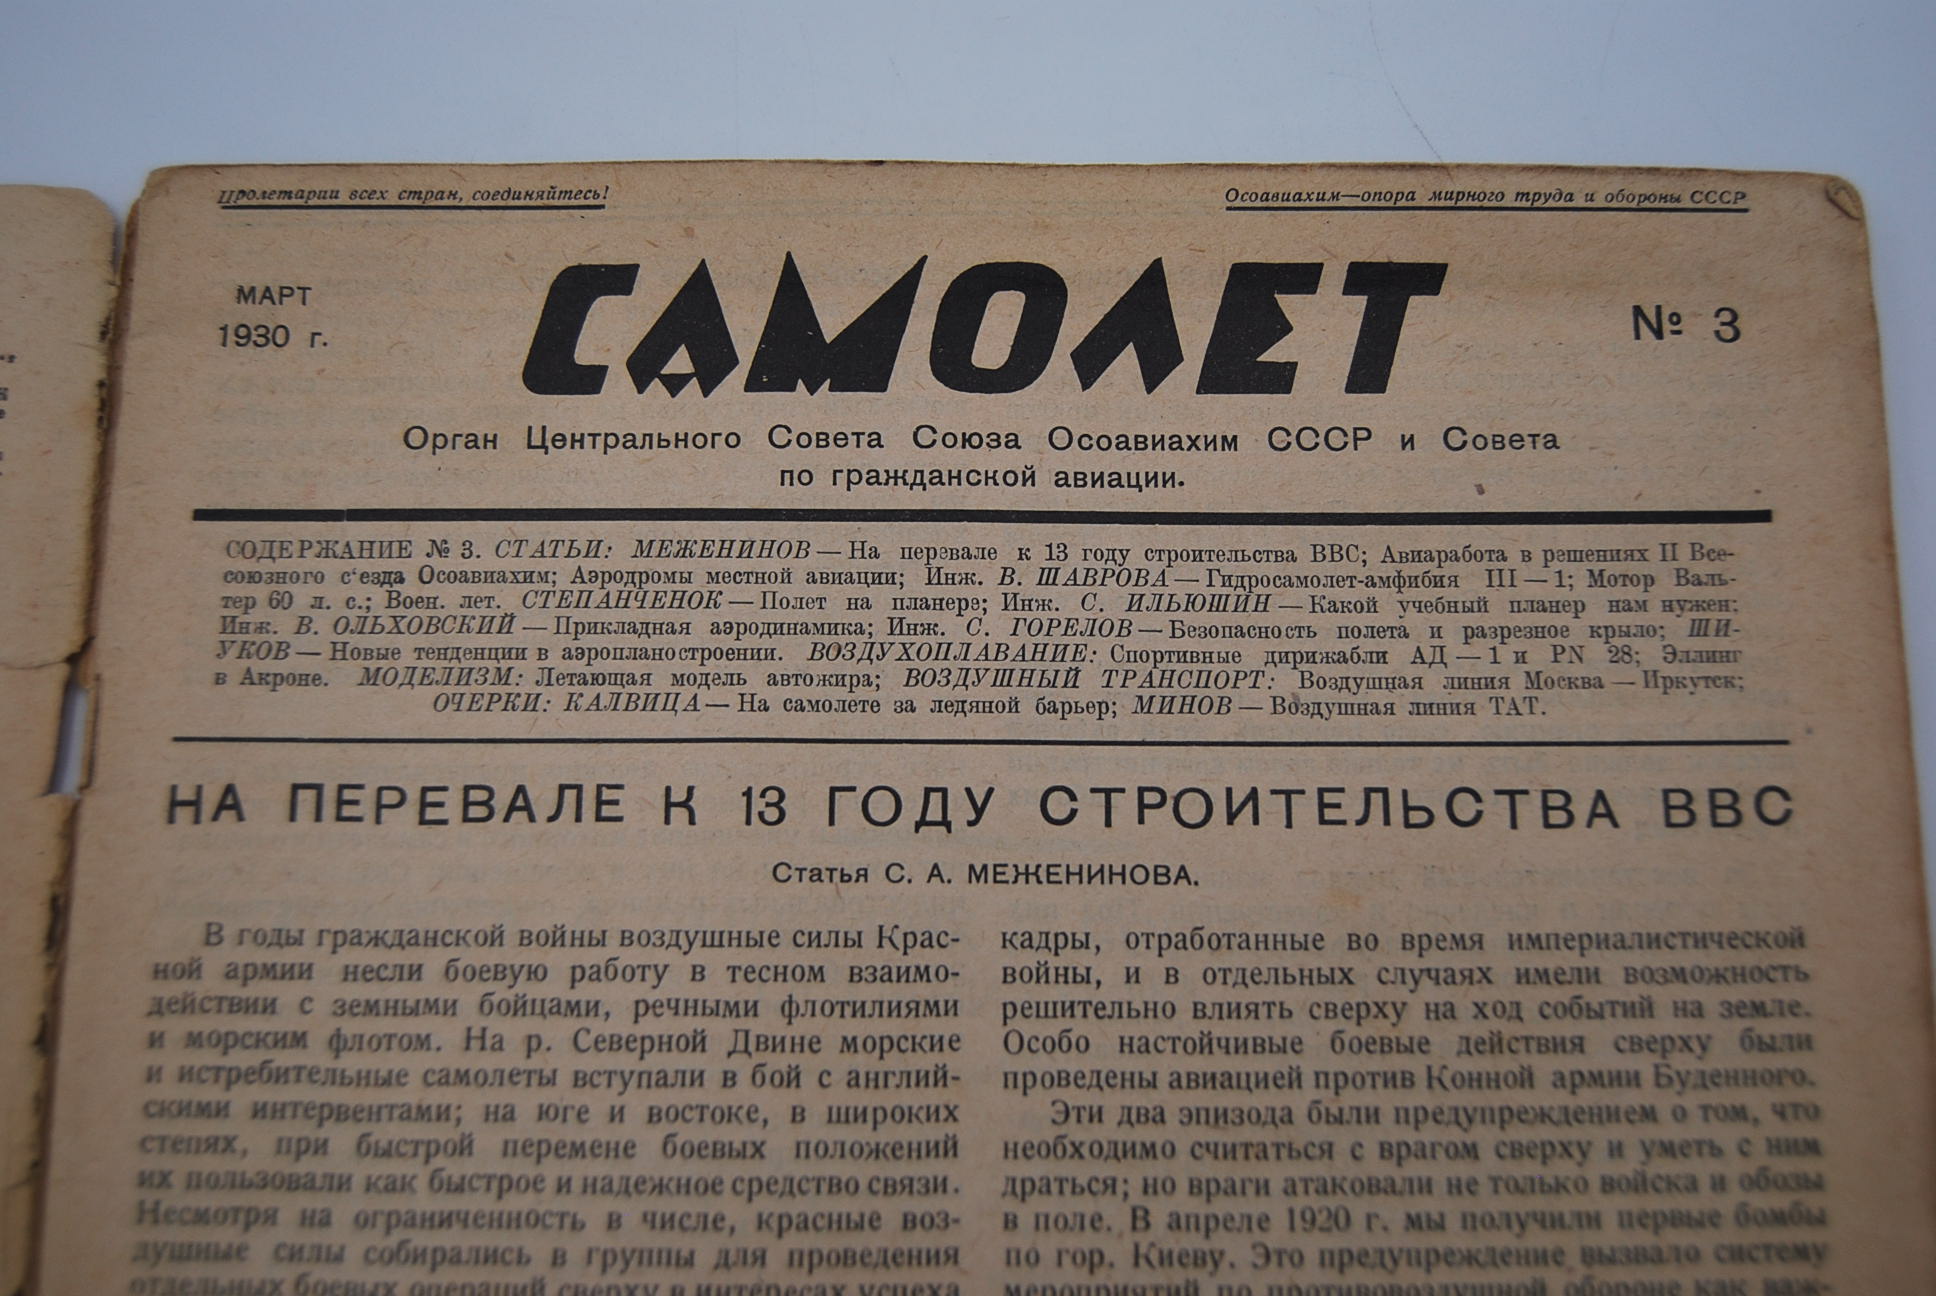 Пролетарии всех стран, соединяйтесь!
Осоавиахим—опора мирного труда и обороны СССР
МАРТ
1930 г.
САМОЛЕТ
№ 3
Орган Центрального Совета Союза Осоавиахим СССР и Совета
по гражданской авиации.
СОДЕРЖАНИЕ № 3. СТАТЬИ: МЕЖЕНИНОВ — На перевале к 13 году строительства ВВС; Авиаработа в решениях II Все-
союзного с‘езда Осоавиахим; Аэродромы местной авиации; Инж. В. ШАВРОВА — Гидросамолет-амфибия III — 1; Мотор Валь-
тер 60 л. с.; Воен. лет. СТЕПАНЧЕНОК — Полет на планере; Инж. С. ИЛЬЮШИН — Какой учебный планер нам нужен;
Инж. В. ОЛЬХОВСКИЙ — Прикладная аэродинамика; Инж. С. ГОРЕЛОВ — Безопасность полета и разрезное крыло; ШИ-
УКОВ — Новые тенденции в аэропланостроении. ВОЗДУХОПЛАВАНИЕ: Спортивные дирижабли АД — 1 и PN 28; Эллинг
в Акроне. МОДЕЛИЗМ: Летающая модель автожира; ВОЗДУШНЫЙ ТРАНСПОРТ: Воздушная линия Москва — Иркутск;
ОЧЕРКИ: КАЛВИЦА — На самолете за ледяной барьер; МИНОВ — Воздушная линия ТАТ.
НА ПЕРЕВАЛЕ К 13 ГОДУ СТРОИТЕЛЬСТВА ВВС
Статья С. А. МЕЖЕНИНОВА.
В годы гражданской войны воздушные силы Крас-
ной армии несли боевую работу в тесном взаимо-
действии с земными бойцами, речными флотилиями
и морским флотом. На р. Северной Двине морские
и истребительные самолеты вступали в бой с англий-
скими интервентами; на юге и востоке, в широких
степях, при быстрой перемене боевых положений
их пользовали как быстрое и надежное средство связи.
Несмотря на ограниченность в числе, красные воз-
душные силы собирались в группы для проведения
отдельных боевых операций сверху в интересах успеха
кадры, отработанные во время империалистической
войны, и в отдельных случаях имели возможность
решительно влиять сверху на ход событий на земле.
Особо настойчивые боевые действия сверху были
проведены авиацией против Конной армии Буденного.
Эти два эпизода были предупреждением о том, что
необходимо считаться с врагом сверху и уметь с ним
драться; но враги атаковали не только войска и обозы
в поле. В апреле 1920 г. мы получили первые бомбы
по гор. Киеву. Это предупреждение вызвало систему
мероприятий по противовоздушной обороне как важ-